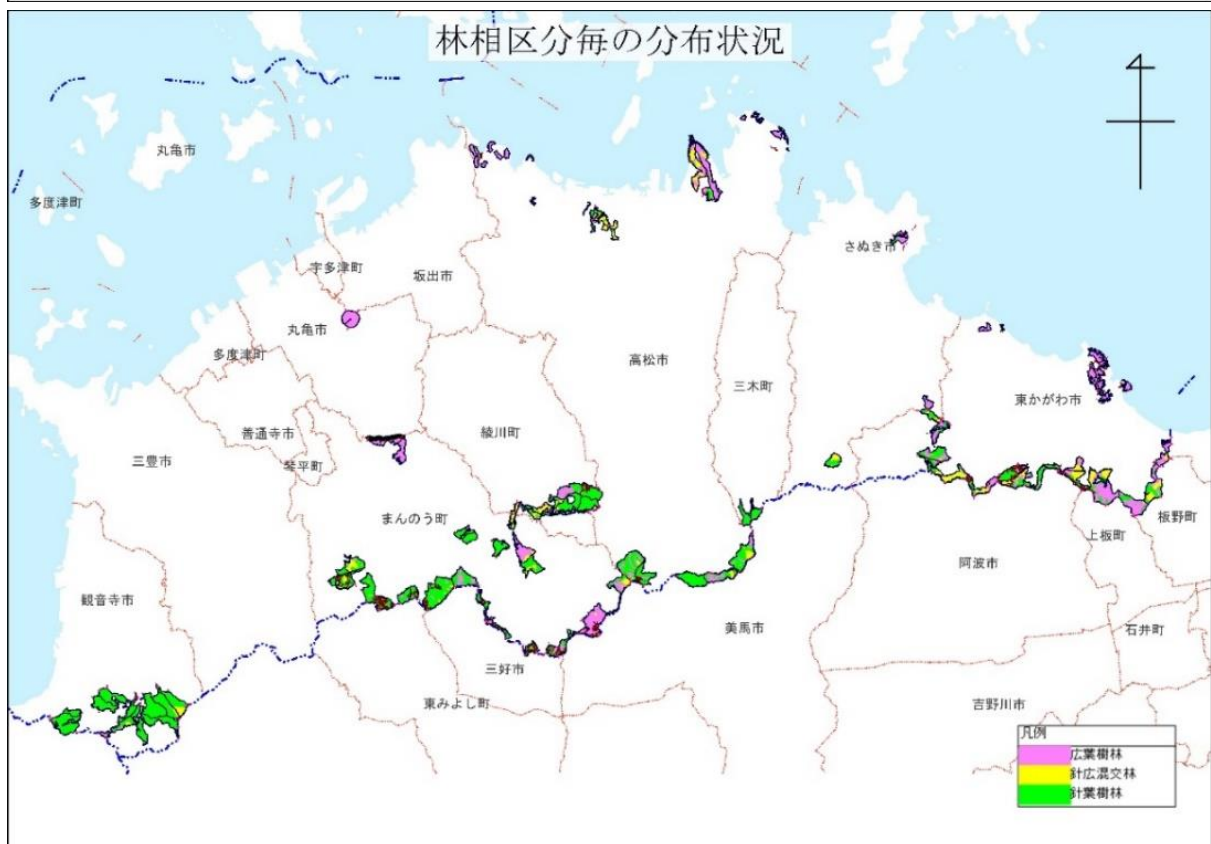 林相区分毎の分布状況
丸亀市
多度津町
さぬき市
宇多津町
坂出市
丸亀市
多度津町
高松市
三木町
東かがわ市
善通寺市
綾川町
三豊市
琴平町
まんのう町
板野町
上板町
阿波市
観音寺市
美馬市
石井町
三好市
東みよし町
吉野川市
凡例
広葉樹林
針広混交林
針葉樹林